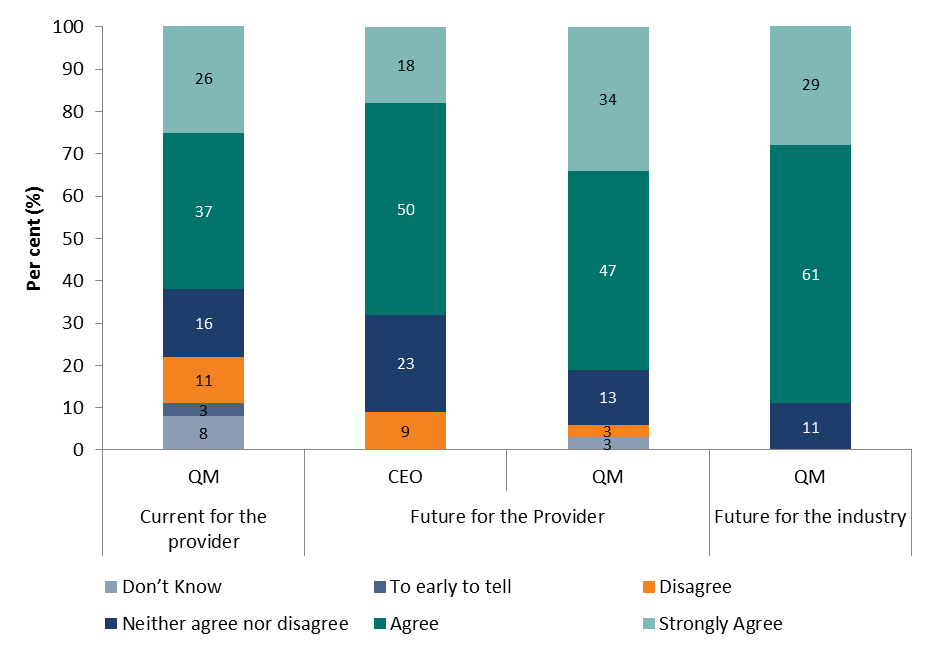 Per cent (%)
100
90
80
70
60
50
40
30
20
10
0
26
37
16
11
3
8
18
50
23
9
34
47
13
3
3
29
61
11
QM
CEO
QM
QM
Current for the
provider
Future for the Provider
Future for the industry
Don't Know
To early to tell
Disagree
Neither agree nor disagree
Agree
Strongly Agree